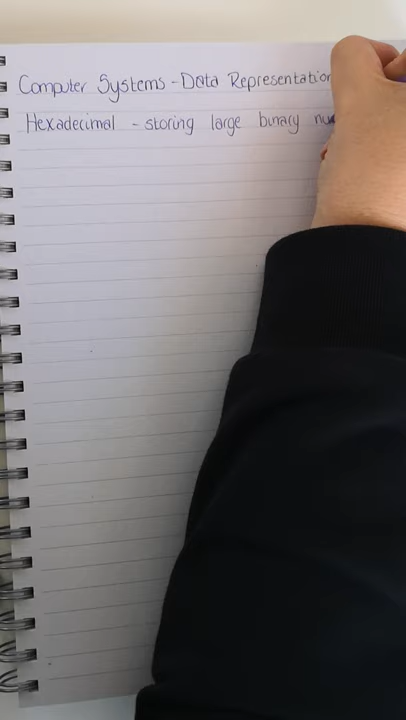 Computer Systems - Data Representation
Hexadecimal - storing large binary